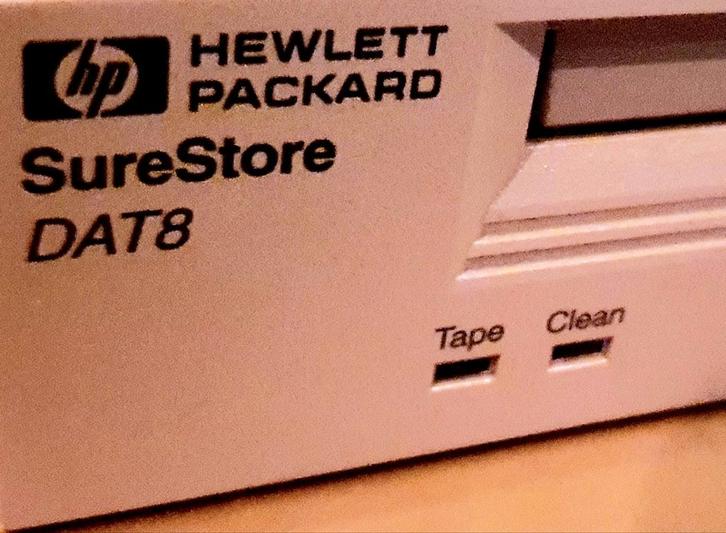 hp HEWLETT
PACKARD
SureStore
DAT8
Tape Clean